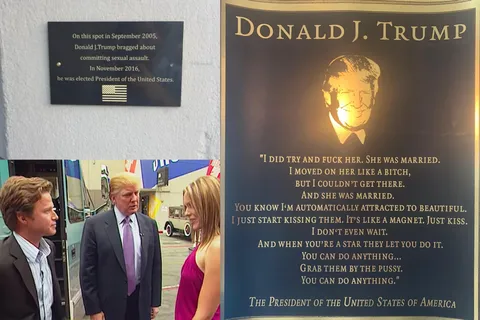 On this spot in September 2005,
Donald J.Trump bragged about
committing sexual assault.
In November 2016,
he was elected President of the United States.
DONALD J. TRUMP
"I DID TRY AND FUCK HER. SHE WAS MARRIED.
I MOVED ON HER LIKE A BITCH,
BUT I COULDN'T GET THERE.
AND SHE WAS MARRIED.
YOU KNOW I'M AUTOMATICALLY ATTRACTED TO BEAUTIFUL.
I JUST START KISSING THEM. IT'S LIKE A MAGNET. JUST KISS.
I DON'T EVEN WAIT.
AND WHEN YOU'RE A STAR THEY LET YOU DO IT.
YOU CAN DO ANYTHING...
GRAB THEM BY THE PUSSY.
YOU CAN DO ANYTHING."
THE PRESIDENT OF THE UNITED STATES OF AMERICA